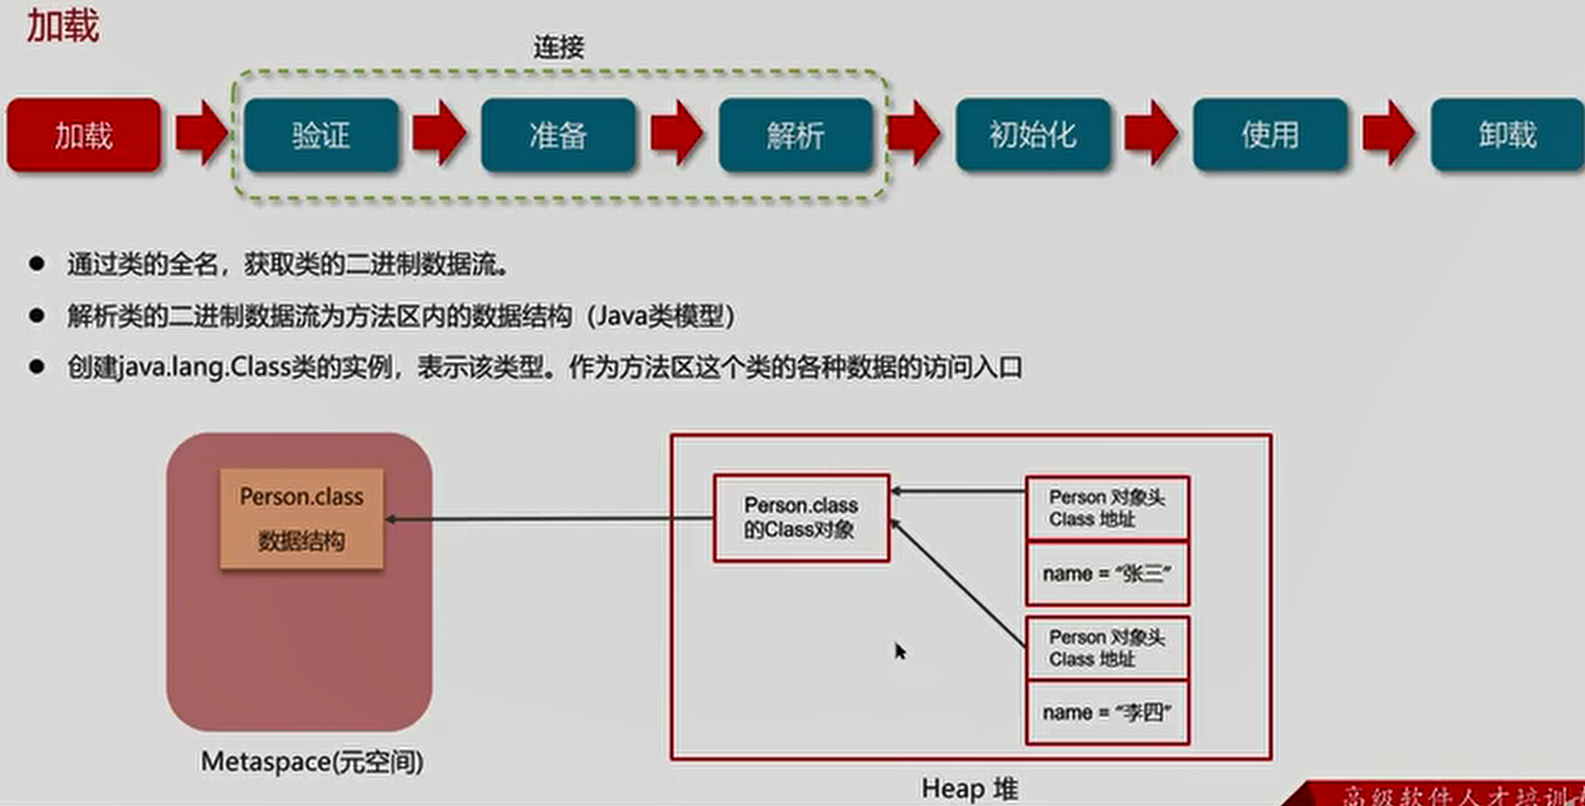 加载
连接
加载
验证
准备
解析
初始化
使用
卸载
● 通过类的全名，获取类的二进制数据流。
● 解析类的二进制数据流为方法区内的数据结构（Java类模型）
● 创建java.lang.Class类的实例，表示该类型。作为方法区这个类的各种数据的访问入口
Person.class
数据结构
Metaspace(元空间)
Person.class
的Class对象
Person 对象头
Class 地址
name = “张三”
Person 对象头
Class 地址
name = “李四”
Heap 堆
高级软件人才培训